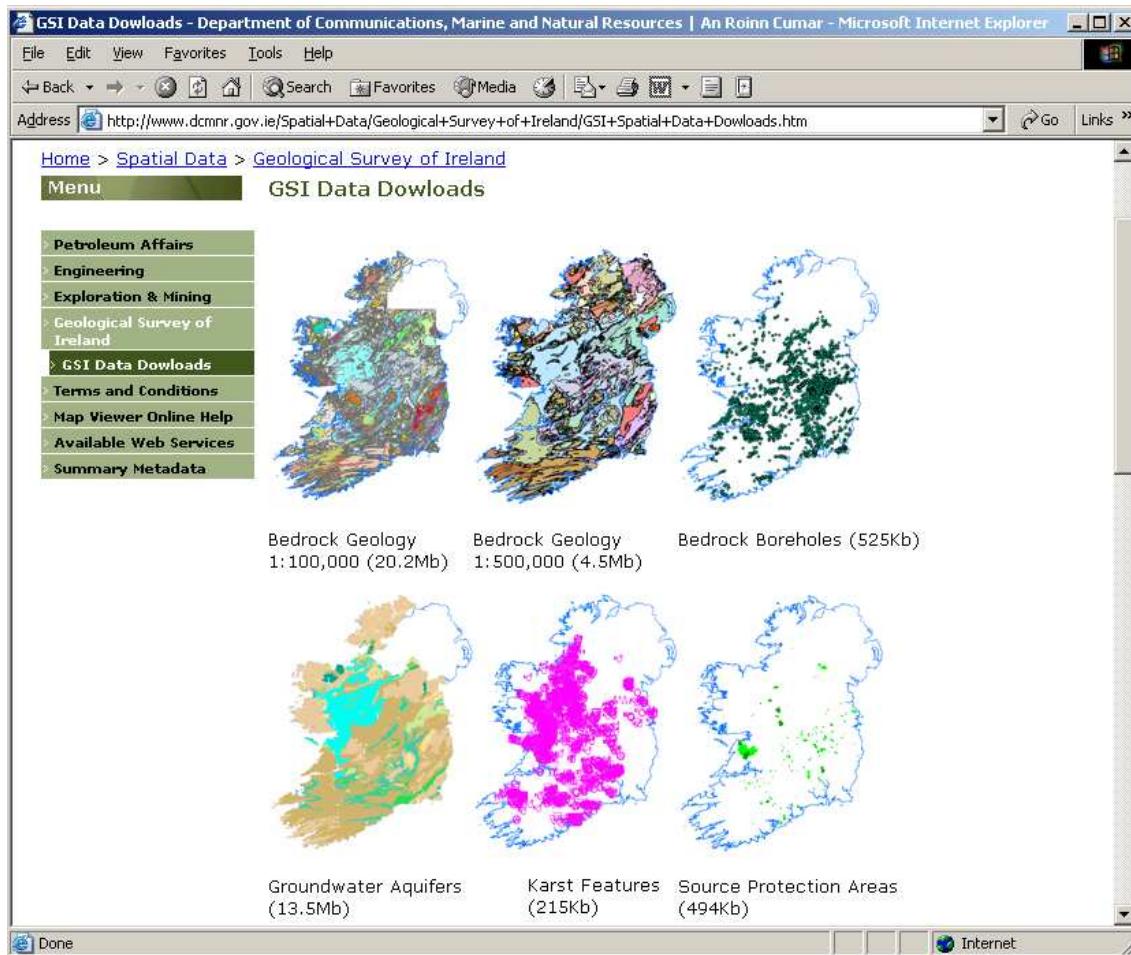 GSI Data Dowloads - Department of Communications, Marine and Natural Resources | An Roinn Cumar - Microsoft Internet Explorer
File Edit View Favorites Tools Help
Back Search Favorites Media
Address http://www.dcmnr.gov.ie/Spatial+Data/Geological+Survey+of+Ireland/GSI+Spatial+Data+Dowloads.htm Go Links »
Home > Spatial Data > Geological Survey of Ireland
Menu
GSI Data Dowloads
Petroleum Affairs
Engineering
Exploration & Mining
Geological Survey of
Ireland
GSI Data Dowloads
Terms and Conditions
Map Viewer Online Help
Available Web Services
Summary Metadata
Bedrock Geology
1:100,000 (20.2Mb)
Bedrock Geology
1:500,000 (4.5Mb)
Bedrock Boreholes (525Kb)
Groundwater Aquifers
(13.5Mb)
Karst Features
(215Kb)
Source Protection Areas
(494Kb)
Done Internet